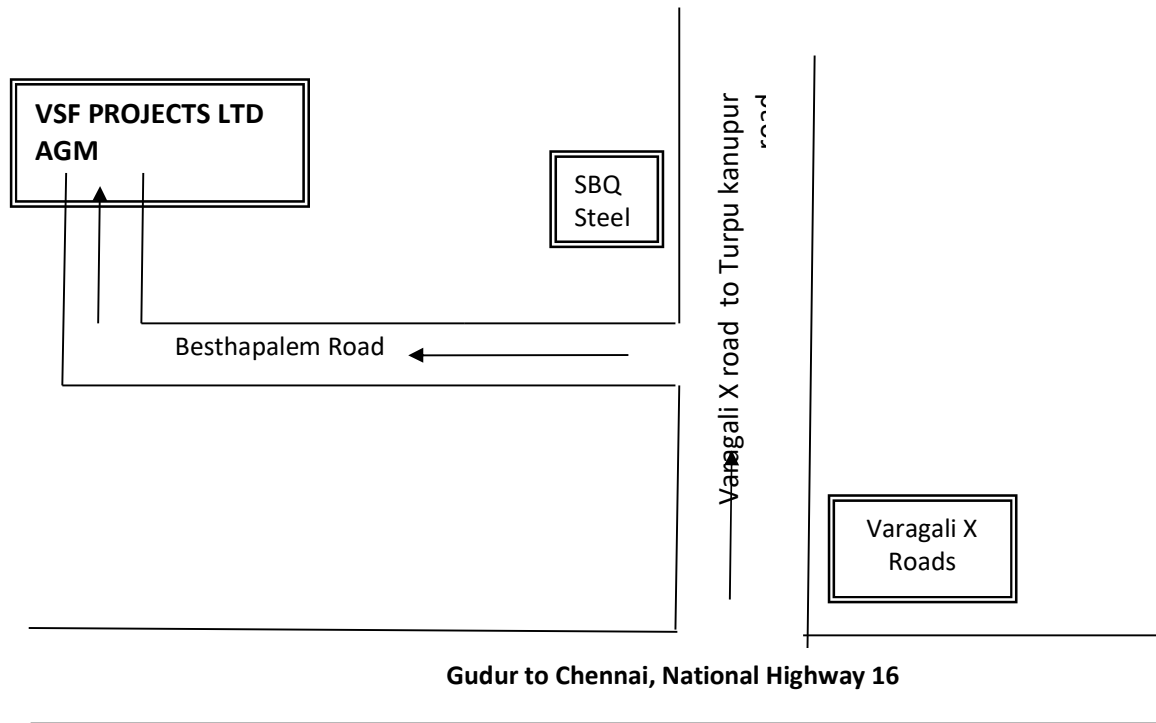 VSF PROJECTS LTD
AGM
SBQ
Steel
Varagali X road to Turpu kanupur
road
Besthapalem Road
Varagali X
Roads
Gudur to Chennai, National Highway 16